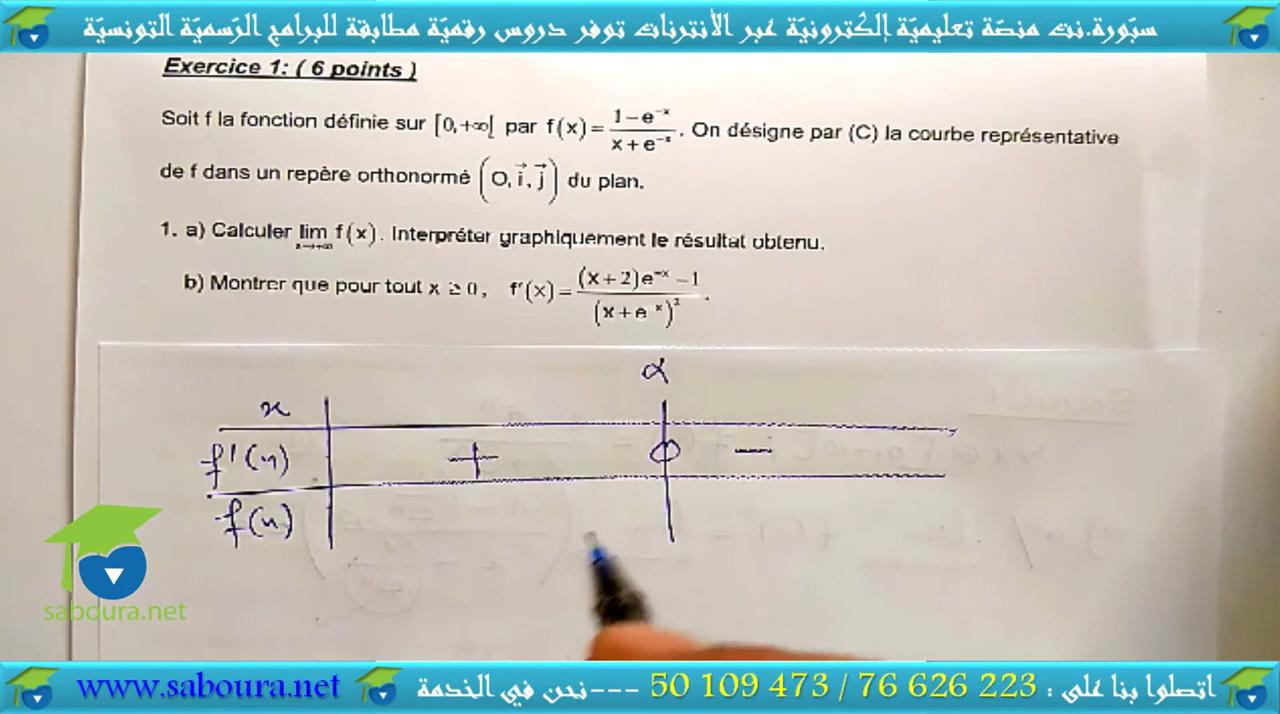 سبّورة.نت منصّة تعليميّة إلكترونيّة عبر الأنترنات توفر دروس رقميّة مطابقة للبرامج الرّسميّة التونسيّة
Exercice 1: ( 6 points )
Soit f la fonction définie sur [0,+∞[ par f(x) = (1−e^{−x})/(x+e^{−x}). On désigne par (C) la courbe représentative
de f dans un repère orthonormé (O, i⃗, j⃗) du plan.
1. a) Calculer lim_{x→+∞} f(x). Interpréter graphiquement le résultat obtenu.
b) Montrer que pour tout x ≥ 0, f'(x) = ((x+2)e^{−x} −1)/(x+e^{−x})².
α
x
f'(x) + 0 −
f(x)
saboura.net
www.saboura.net اتصلوا بنا على : 223 626 76 / 473 109 50 ---نحن في الخدمة